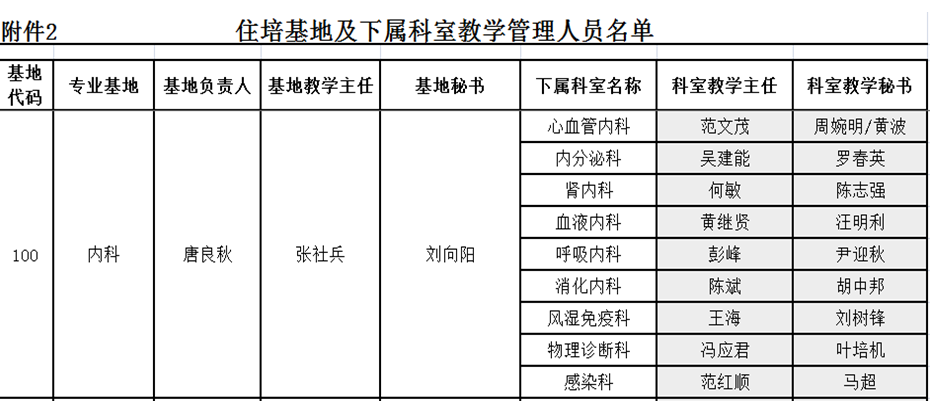 附件2 住培基地及下属科室教学管理人员名单
基地代码 专业基地 基地负责人 基地教学主任 基地秘书 下属科室名称 科室教学主任 科室教学秘书
心血管内科 范文茂 周婉明/黄波
内分泌科 吴建能 罗春英
肾内科 何敏 陈志强
血液内科 黄继贤 汪明利
100 内科 唐良秋 张社兵 刘向阳 呼吸内科 彭峰 尹迎秋
消化内科 陈斌 胡中邦
风湿免疫科 王海 刘树锋
物理诊断科 冯应君 叶培机
感染科 范红顺 马超